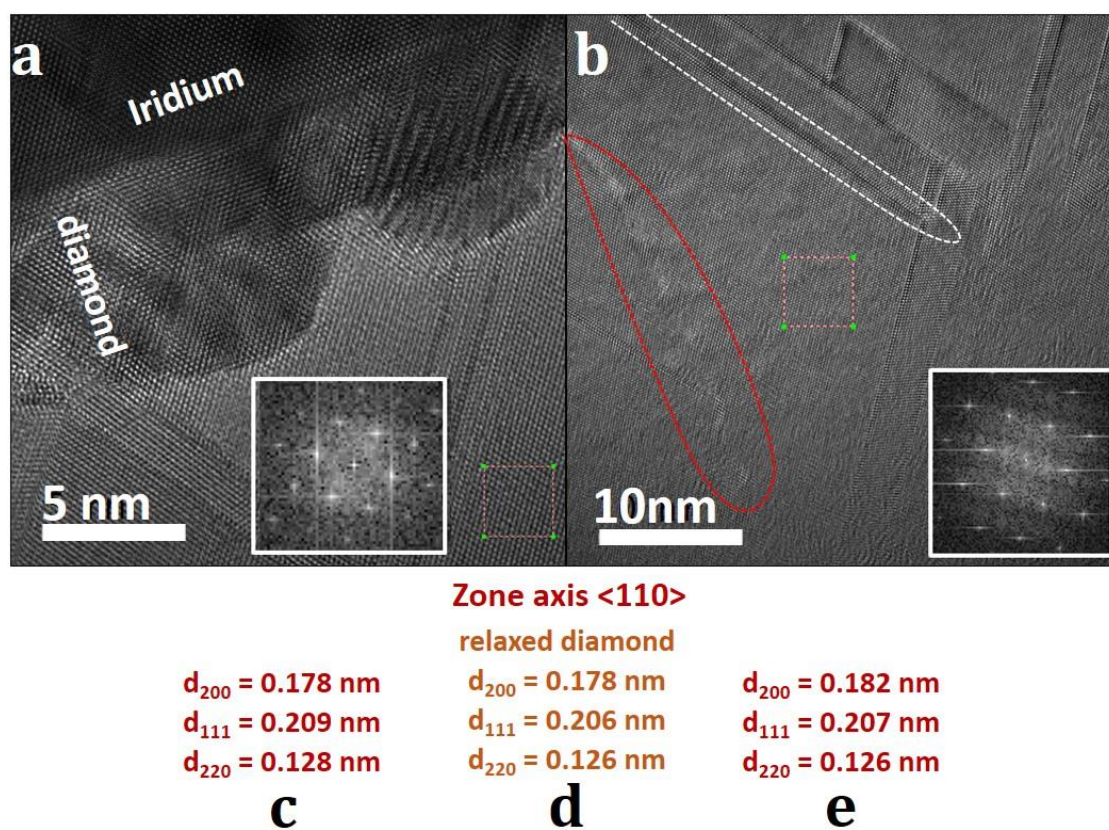 a
b
Iridium
diamond
5 nm
10nm
Zone axis <110>
relaxed diamond
d₂₀₀ = 0.178 nm
d₁₁₁ = 0.209 nm
d₂₂₀ = 0.128 nm
d₂₀₀ = 0.178 nm
d₁₁₁ = 0.206 nm
d₂₂₀ = 0.126 nm
d₂₀₀ = 0.182 nm
d₁₁₁ = 0.207 nm
d₂₂₀ = 0.126 nm
c
d
e